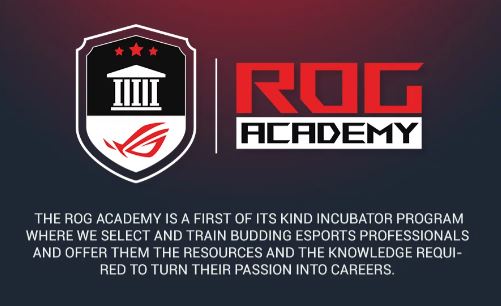 ROG
ACADEMY
THE ROG ACADEMY IS A FIRST OF ITS KIND INCUBATOR PROGRAM
WHERE WE SELECT AND TRAIN BUDDING ESPORTS PROFESSIONALS
AND OFFER THEM THE RESOURCES AND THE KNOWLEDGE REQUI-
RED TO TURN THEIR PASSION INTO CAREERS.